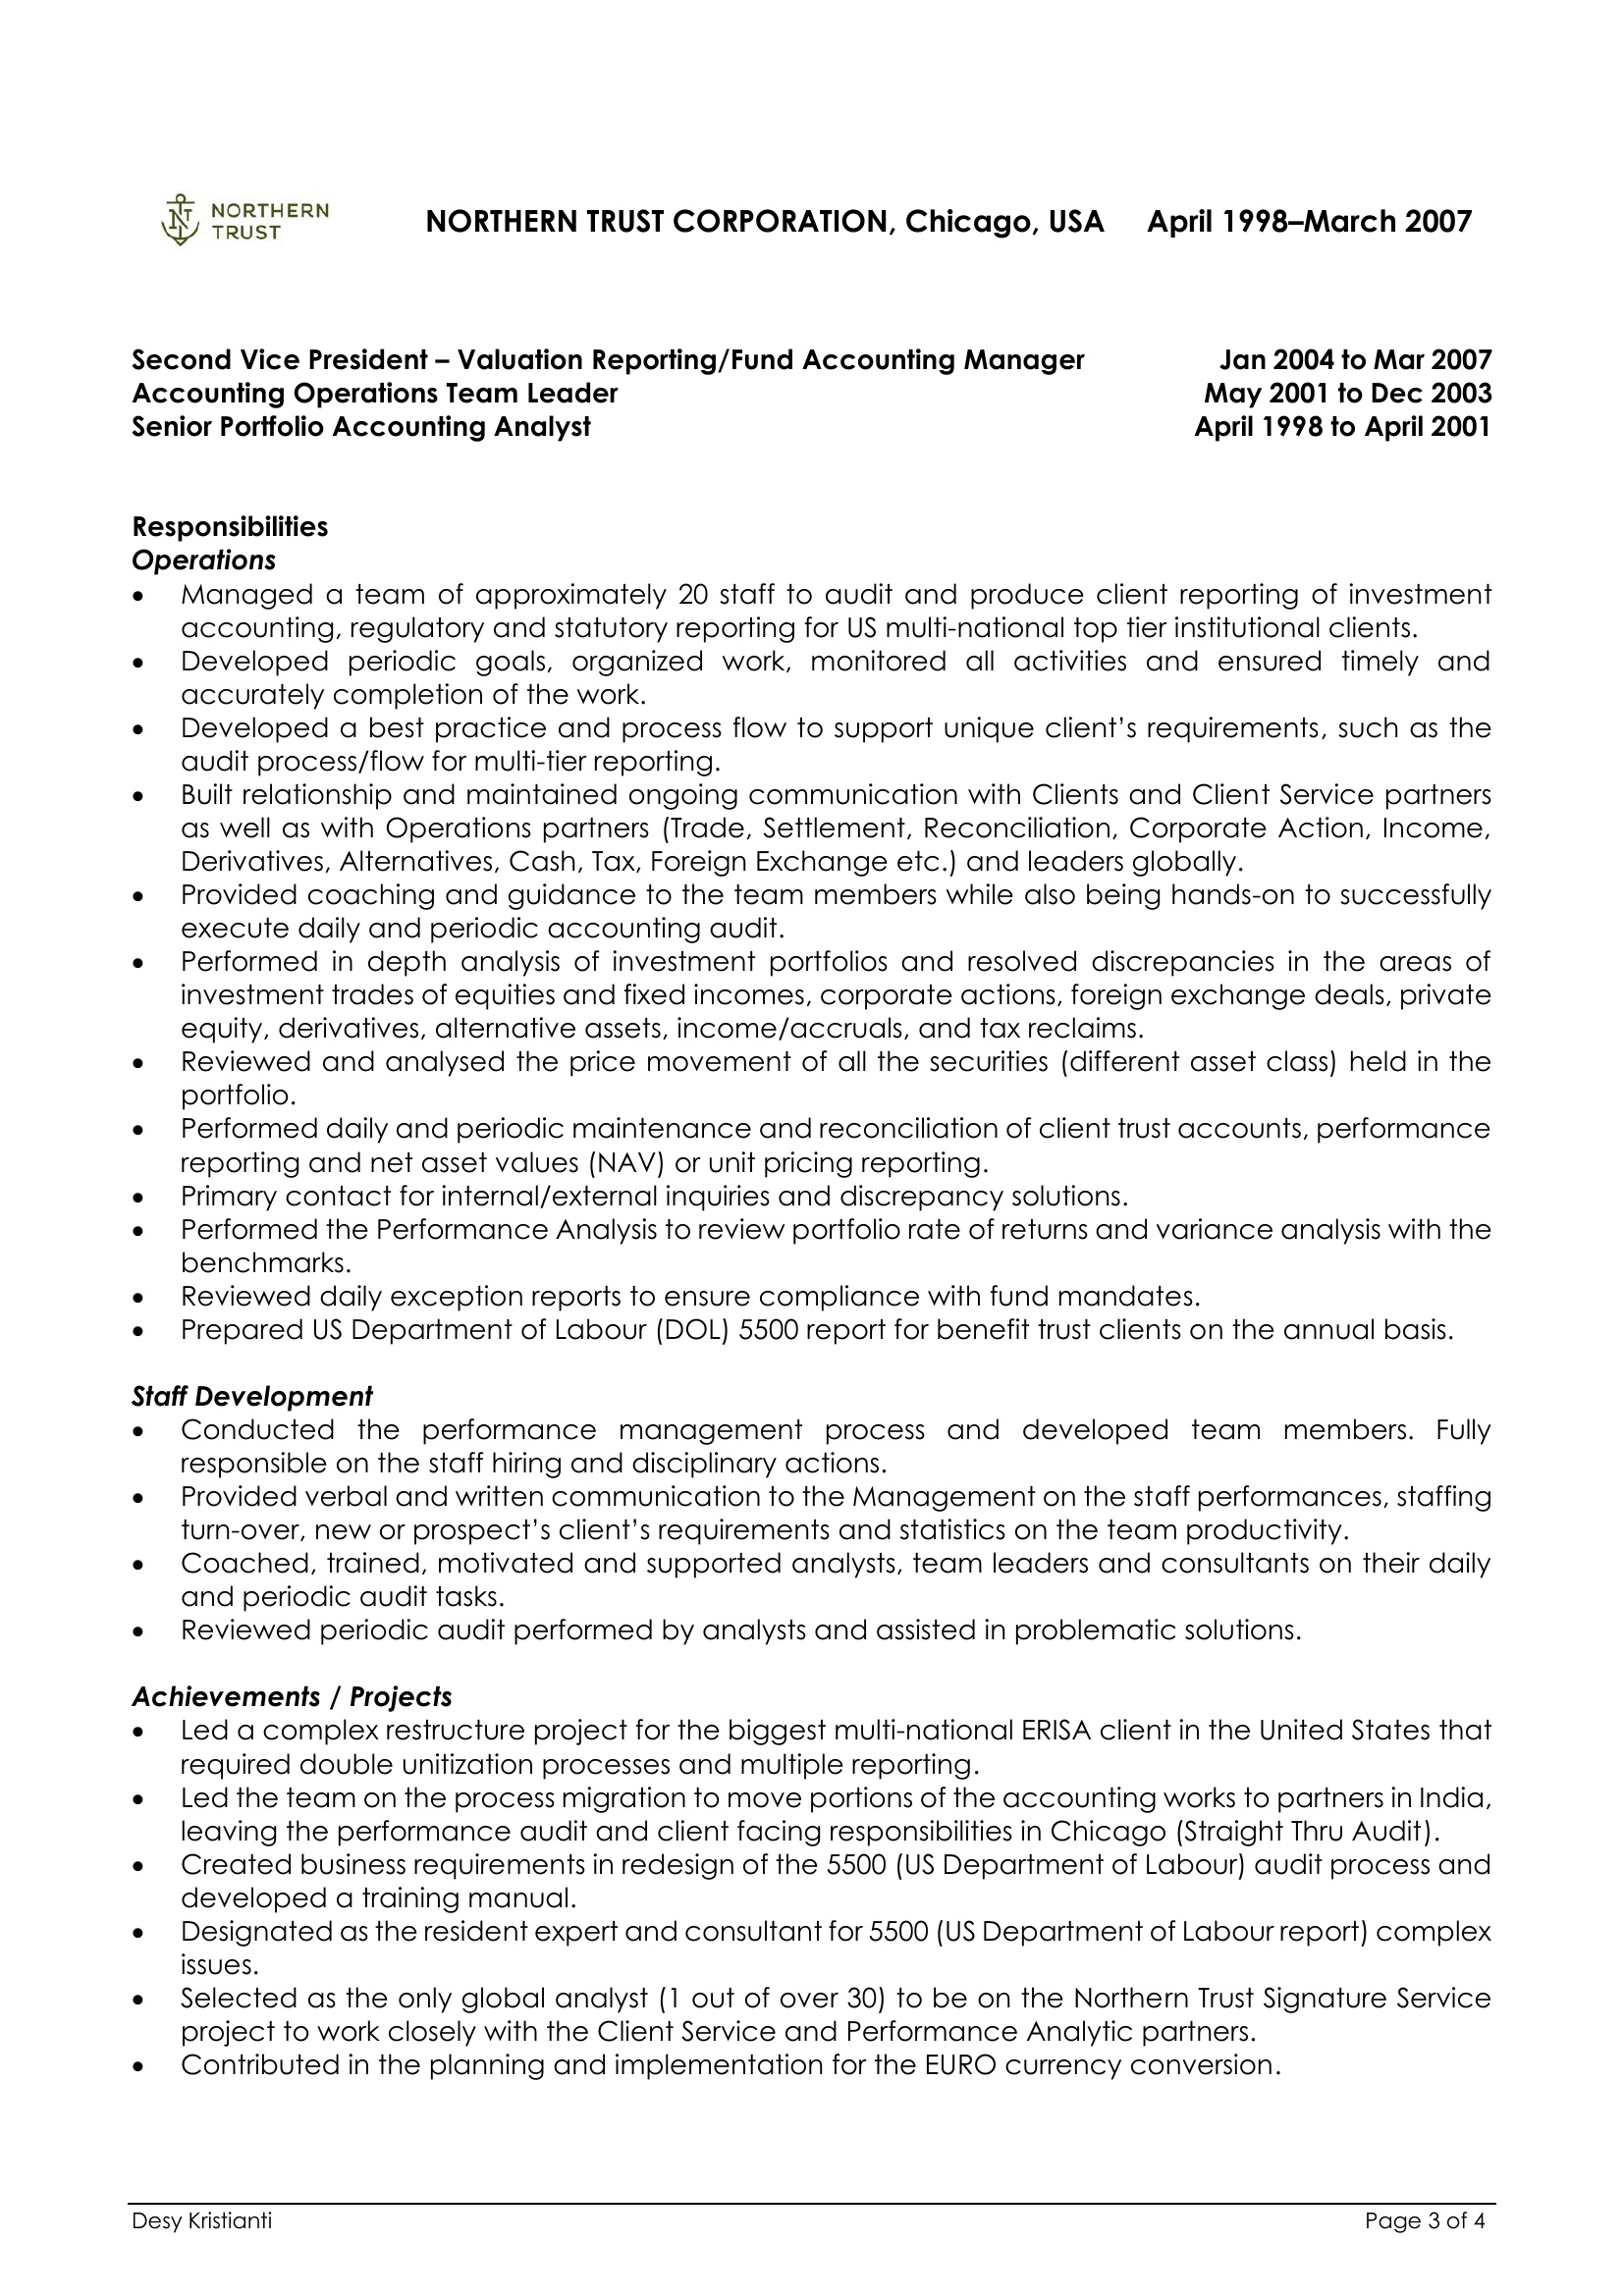 NORTHERN
TRUST
NORTHERN TRUST CORPORATION, Chicago, USA April 1998–March 2007
Second Vice President – Valuation Reporting/Fund Accounting Manager Jan 2004 to Mar 2007
Accounting Operations Team Leader May 2001 to Dec 2003
Senior Portfolio Accounting Analyst April 1998 to April 2001
Responsibilities
Operations
• Managed a team of approximately 20 staff to audit and produce client reporting of investment
accounting, regulatory and statutory reporting for US multi-national top tier institutional clients.
• Developed periodic goals, organized work, monitored all activities and ensured timely and
accurately completion of the work.
• Developed a best practice and process flow to support unique client’s requirements, such as the
audit process/flow for multi-tier reporting.
• Built relationship and maintained ongoing communication with Clients and Client Service partners
as well as with Operations partners (Trade, Settlement, Reconciliation, Corporate Action, Income,
Derivatives, Alternatives, Cash, Tax, Foreign Exchange etc.) and leaders globally.
• Provided coaching and guidance to the team members while also being hands-on to successfully
execute daily and periodic accounting audit.
• Performed in depth analysis of investment portfolios and resolved discrepancies in the areas of
investment trades of equities and fixed incomes, corporate actions, foreign exchange deals, private
equity, derivatives, alternative assets, income/accruals, and tax reclaims.
• Reviewed and analysed the price movement of all the securities (different asset class) held in the
portfolio.
• Performed daily and periodic maintenance and reconciliation of client trust accounts, performance
reporting and net asset values (NAV) or unit pricing reporting.
• Primary contact for internal/external inquiries and discrepancy solutions.
• Performed the Performance Analysis to review portfolio rate of returns and variance analysis with the
benchmarks.
• Reviewed daily exception reports to ensure compliance with fund mandates.
• Prepared US Department of Labour (DOL) 5500 report for benefit trust clients on the annual basis.
Staff Development
• Conducted the performance management process and developed team members. Fully
responsible on the staff hiring and disciplinary actions.
• Provided verbal and written communication to the Management on the staff performances, staffing
turn-over, new or prospect’s client’s requirements and statistics on the team productivity.
• Coached, trained, motivated and supported analysts, team leaders and consultants on their daily
and periodic audit tasks.
• Reviewed periodic audit performed by analysts and assisted in problematic solutions.
Achievements / Projects
• Led a complex restructure project for the biggest multi-national ERISA client in the United States that
required double unitization processes and multiple reporting.
• Led the team on the process migration to move portions of the accounting works to partners in India,
leaving the performance audit and client facing responsibilities in Chicago (Straight Thru Audit).
• Created business requirements in redesign of the 5500 (US Department of Labour) audit process and
developed a training manual.
• Designated as the resident expert and consultant for 5500 (US Department of Labour report) complex
issues.
• Selected as the only global analyst (1 out of over 30) to be on the Northern Trust Signature Service
project to work closely with the Client Service and Performance Analytic partners.
• Contributed in the planning and implementation for the EURO currency conversion.
Desy Kristianti Page 3 of 4